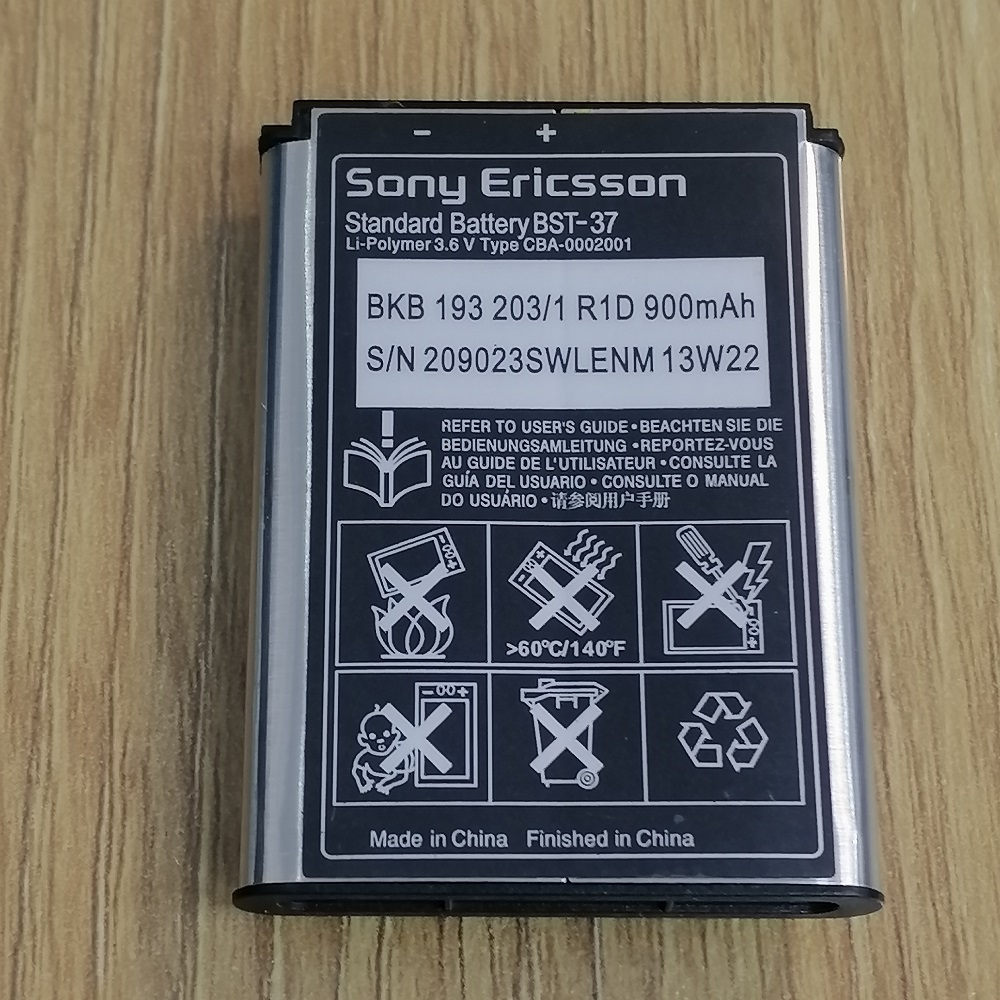 - +
Sony Ericsson
Standard Battery BST-37
Li-Polymer 3.6 V Type CBA-0002001
BKB 193 203/1 R1D 900mAh
S/N 209023SWLENM 13W22
REFER TO USER'S GUIDE • BEACHTEN SIE DIE
BEDIENUNGSAMLEITUNG • REPORTEZ-VOUS
AU GUIDE DE L'UTILISATEUR • CONSULTE LA
GUÍA DEL USUARIO • CONSULTE O MANUAL
DO USUÁRIO • 请参阅用户手册
>60ºC/140ºF
Made in China Finished in China